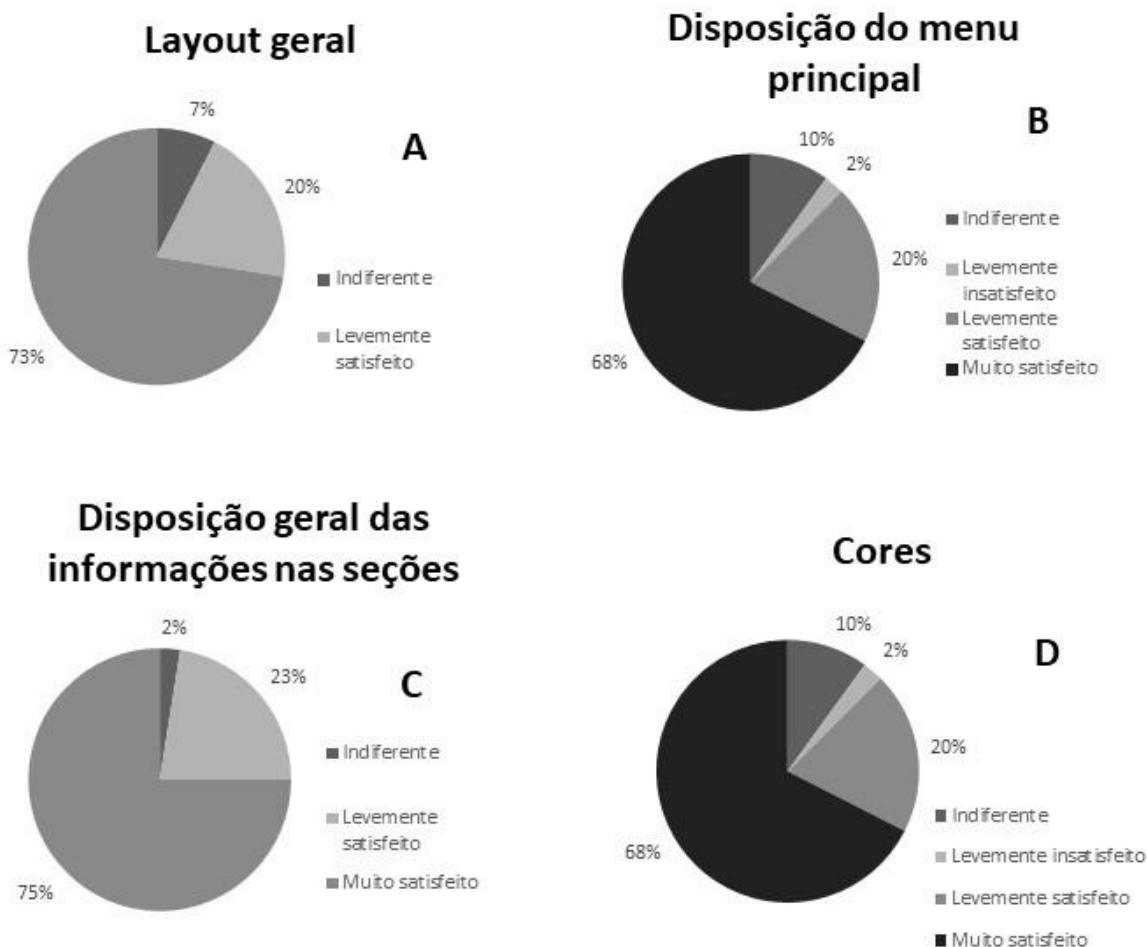 Layout geral
A
7%
20%
73%
Indiferente
Levemente
satisfeito
Disposição do menu
principal
B
10%
2%
20%
68%
Indiferente
Levemente
insatisfeito
Levemente
satisfeito
Muito satisfeito
Disposição geral das
informações nas seções
C
2%
23%
75%
Indiferente
Levemente
satisfeito
Muito satisfeito
Cores
D
10%
2%
20%
68%
Indiferente
Levemente insatisfeito
Levemente satisfeito
Muito satisfeito